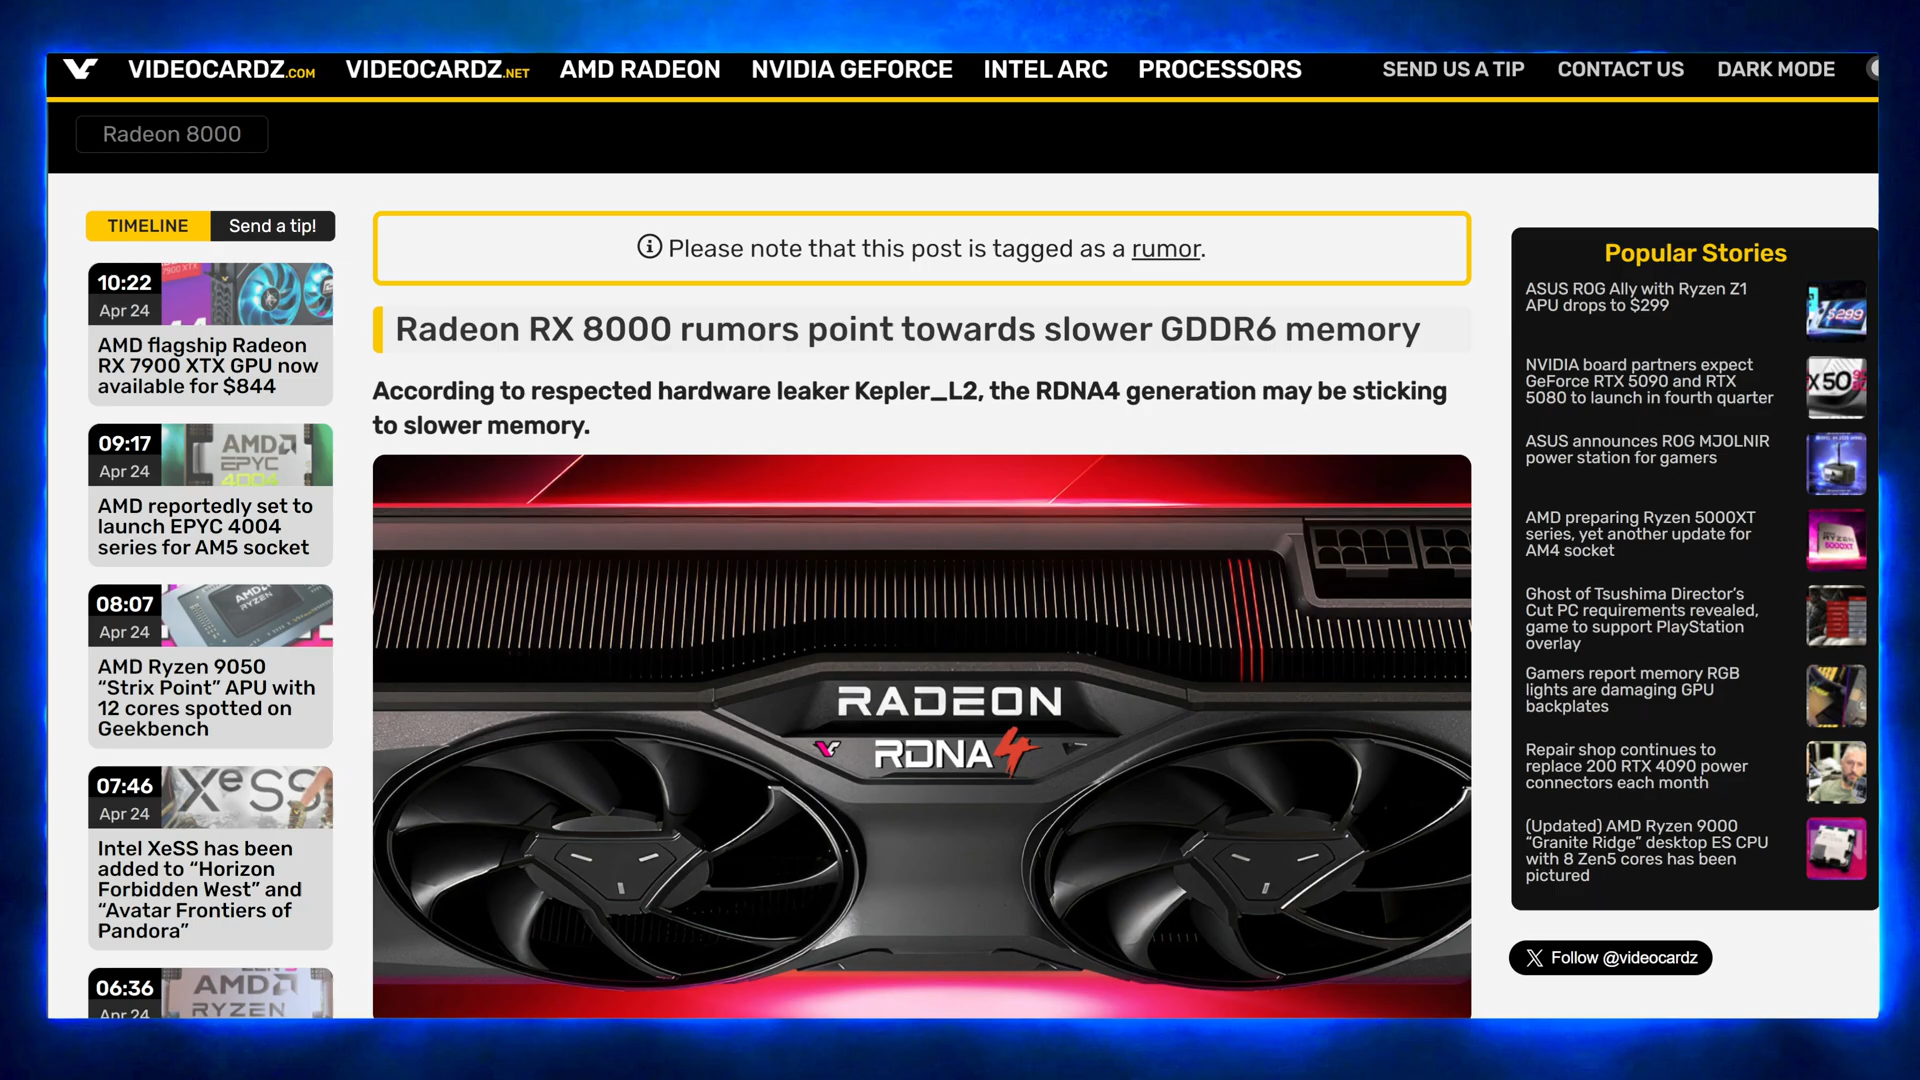 VIDEOCARDZ.COM VIDEOCARDZ.NET AMD RADEON NVIDIA GEFORCE INTEL ARC PROCESSORS SEND US A TIP CONTACT US DARK MODE
Radeon 8000
TIMELINE Send a tip!
10:22
Apr 24
7900 XTX
AMD flagship Radeon
RX 7900 XTX GPU now
available for $844
09:17
Apr 24
AMD
EPYC
4004
AMD reportedly set to
launch EPYC 4004
series for AM5 socket
08:07
Apr 24
AMD
RYZEN
AMD Ryzen 9050
“Strix Point” APU with
12 cores spotted on
Geekbench
07:46
Apr 24
XeSS
Intel XeSS has been
added to “Horizon
Forbidden West” and
“Avatar Frontiers of
Pandora”
06:36
Apr 24
AMD
RYZEN
Please note that this post is tagged as a rumor.
Radeon RX 8000 rumors point towards slower GDDR6 memory
According to respected hardware leaker Kepler_L2, the RDNA4 generation may be sticking
to slower memory.
RADEON
RDNA4
Popular Stories
ASUS ROG Ally with Ryzen Z1
APU drops to $299
$299
NVIDIA board partners expect
GeForce RTX 5090 and RTX
5080 to launch in fourth quarter
X50
ASUS announces ROG MJOLNIR
power station for gamers
AMD preparing Ryzen 5000XT
series, yet another update for
AM4 socket
RYZEN
5000XT
Ghost of Tsushima Director’s
Cut PC requirements revealed,
game to support PlayStation
overlay
Gamers report memory RGB
lights are damaging GPU
backplates
Repair shop continues to
replace 200 RTX 4090 power
connectors each month
(Updated) AMD Ryzen 9000
“Granite Ridge” desktop ES CPU
with 8 Zen5 cores has been
pictured
Follow @videocardz